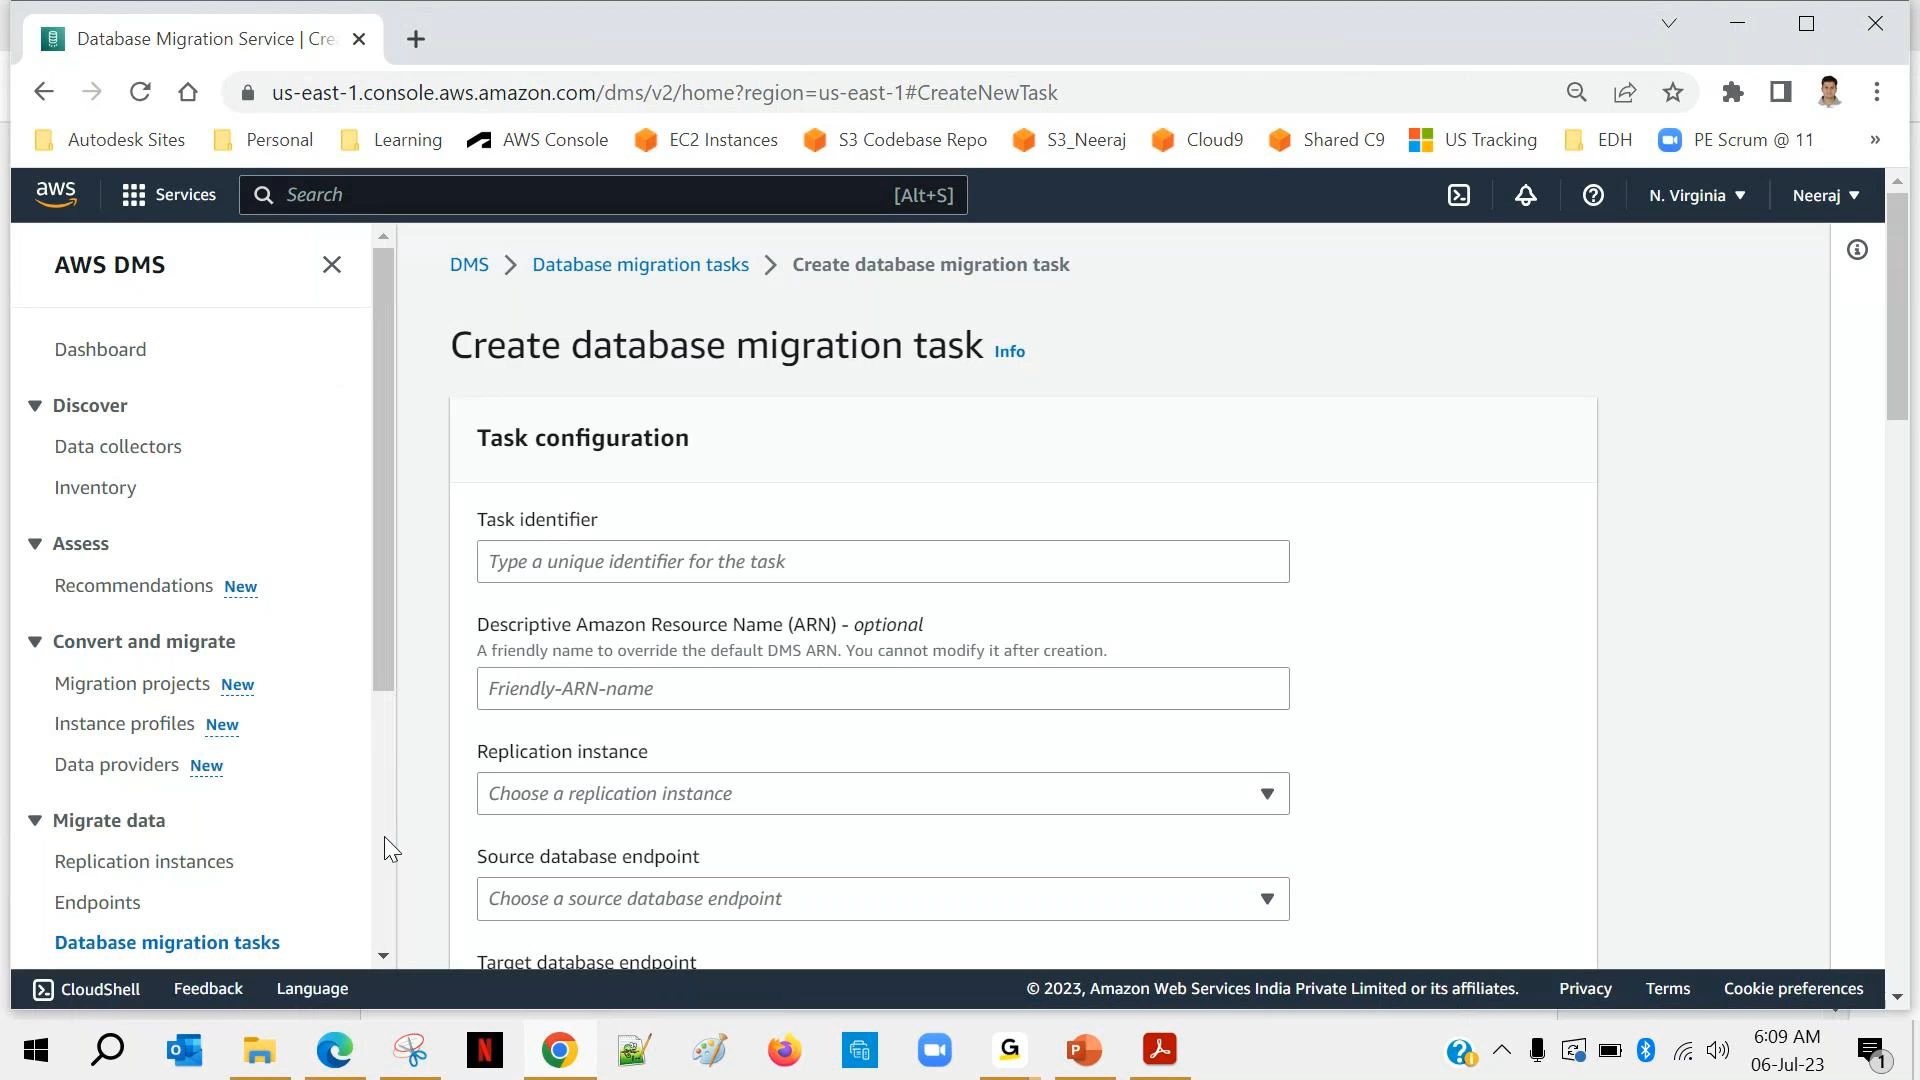 Database Migration Service | Cre
us-east-1.console.aws.amazon.com/dms/v2/home?region=us-east-1#CreateNewTask
Autodesk Sites
Personal
Learning
AWS Console
EC2 Instances
S3 Codebase Repo
S3_Neeraj
Cloud9
Shared C9
US Tracking
EDH
PE Scrum @ 11
»
aws
Services
Search
[Alt+S]
N. Virginia
Neeraj
AWS DMS
Dashboard
Discover
Data collectors
Inventory
Assess
Recommendations New
Convert and migrate
Migration projects New
Instance profiles New
Data providers New
Migrate data
Replication instances
Endpoints
Database migration tasks
DMS > Database migration tasks > Create database migration task
Create database migration task Info
Task configuration
Task identifier
Type a unique identifier for the task
Descriptive Amazon Resource Name (ARN) - optional
A friendly name to override the default DMS ARN. You cannot modify it after creation.
Friendly-ARN-name
Replication instance
Choose a replication instance
Source database endpoint
Choose a source database endpoint
Target database endpoint
CloudShell
Feedback
Language
© 2023, Amazon Web Services India Private Limited or its affiliates.
Privacy
Terms
Cookie preferences
N
G
P
6:09 AM
06-Jul-23
1